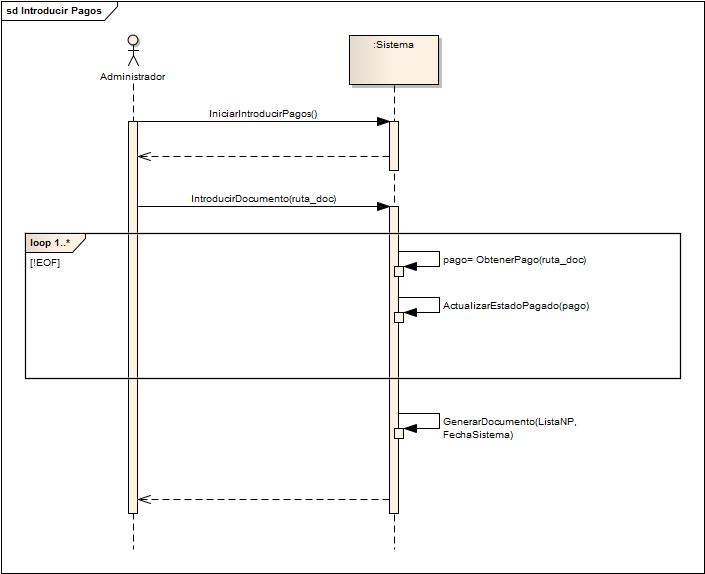 sd Introducir Pagos
Administrador
:Sistema
IniciarIntroducirPagos()
IntroducirDocumento(ruta_doc)
loop 1..*
[!EOF]
pago= ObtenerPago(ruta_doc)
ActualizarEstadoPagado(pago)
GenerarDocumento(ListaNP,
FechaSistema)